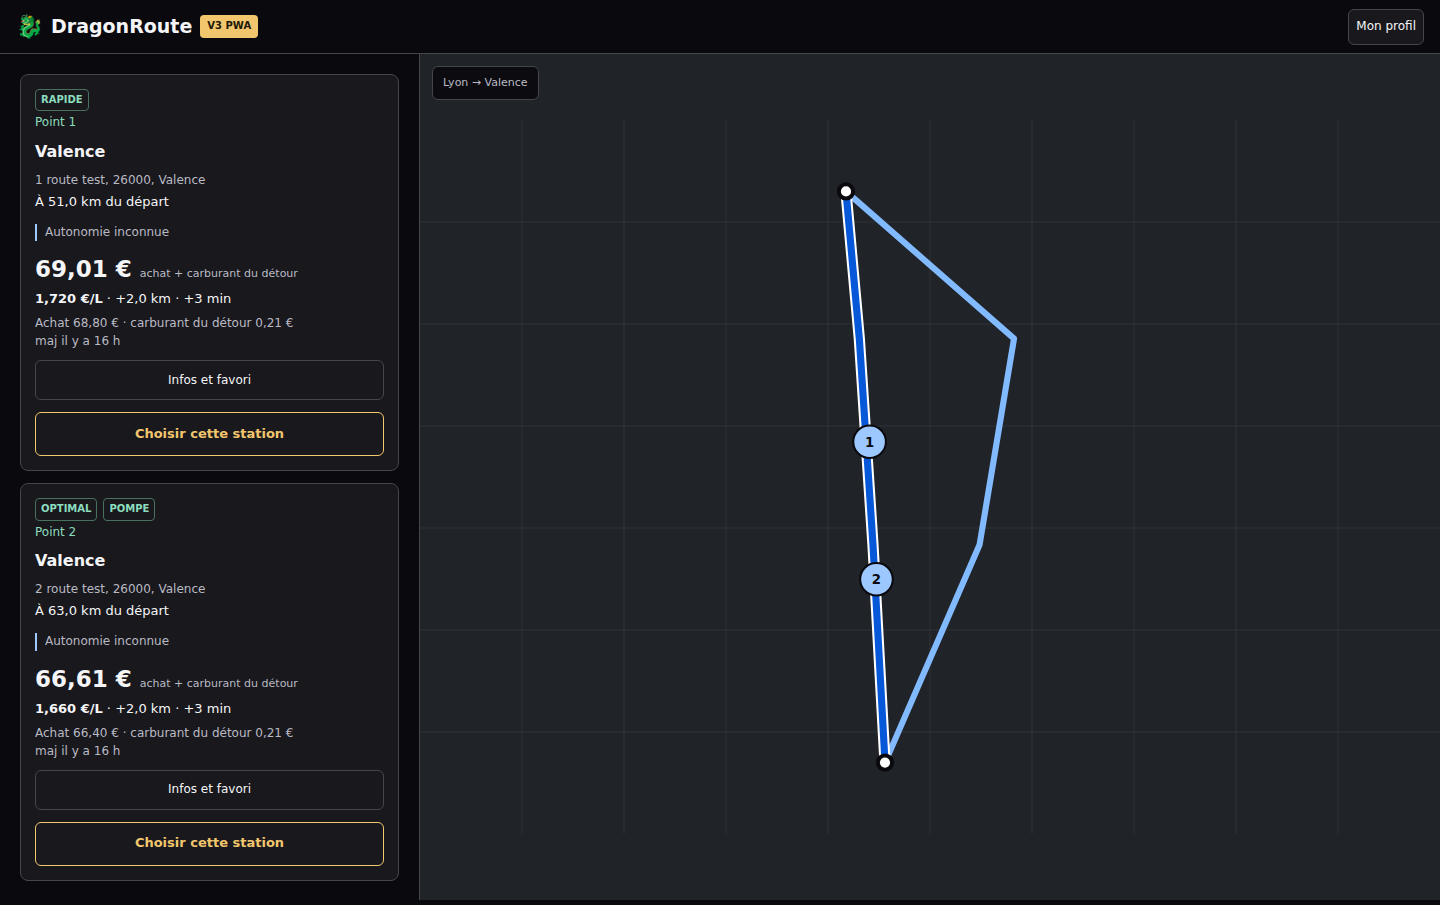 DragonRoute V3 PWA
Mon profil
RAPIDE
Point 1
Valence
1 route test, 26000, Valence
À 51,0 km du départ
Autonomie inconnue
69,01 € achat + carburant du détour
1,720 €/L · +2,0 km · +3 min
Achat 68,80 € · carburant du détour 0,21 €
maj il y a 16 h
Infos et favori
Choisir cette station
OPTIMAL POMPE
Point 2
Valence
2 route test, 26000, Valence
À 63,0 km du départ
Autonomie inconnue
66,61 € achat + carburant du détour
1,660 €/L · +2,0 km · +3 min
Achat 66,40 € · carburant du détour 0,21 €
maj il y a 16 h
Infos et favori
Choisir cette station
Lyon → Valence
1
2